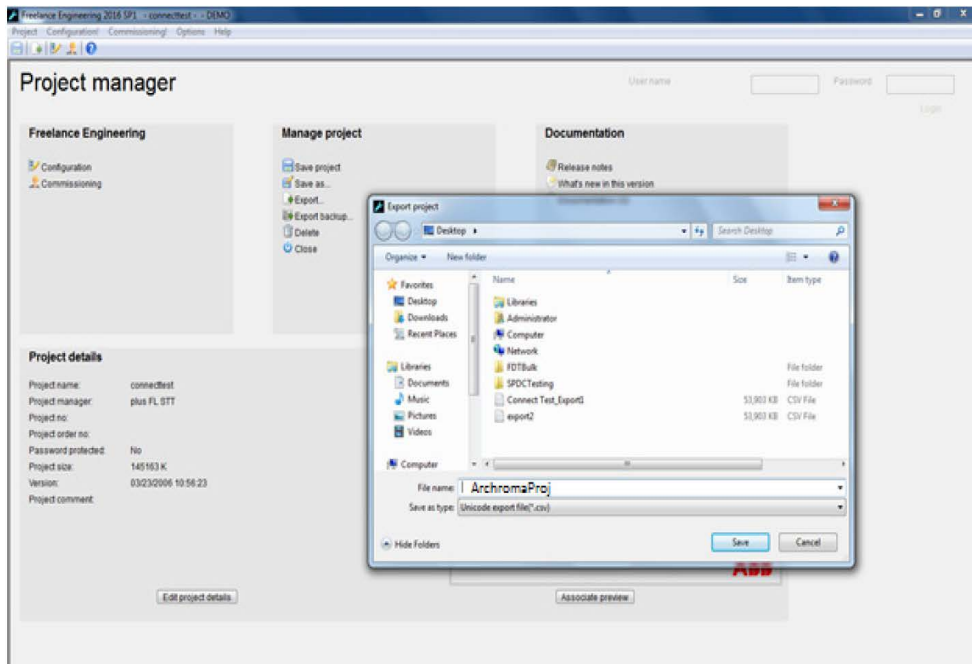 Freelance Engineering 2016 SP1 - connecttest - - DEMO
Project Configuration! Commissioning! Options Help
Project manager
User name
Password
Login
Freelance Engineering
Configuration
Commissioning
Manage project
Save project
Save as...
Export...
Export backup...
Delete
Close
Documentation
Release notes
What's new in this version
Project details
Project name: connecttest
Project manager: plus FL STT
Project no:
Project order no:
Password protected: No
Project size: 145163 K
Version: 03/23/2006 10:56:23
Project comment:
Edit project details
Associate preview
ABB
Export project
Desktop
Search Desktop
Organize New folder
Favorites
Desktop
Downloads
Recent Places
Libraries
Documents
Music
Pictures
Videos
Computer
Name Size Item type
Libraries
Administrator
Computer
Network
FDTBulk File folder
SPDCTesting File folder
Connect Test_Export1 53,903 KB CSV File
export2 53,903 KB CSV File
File name: ArchromaProj
Save as type: Unicode export file(*.csv)
Hide Folders
Save
Cancel